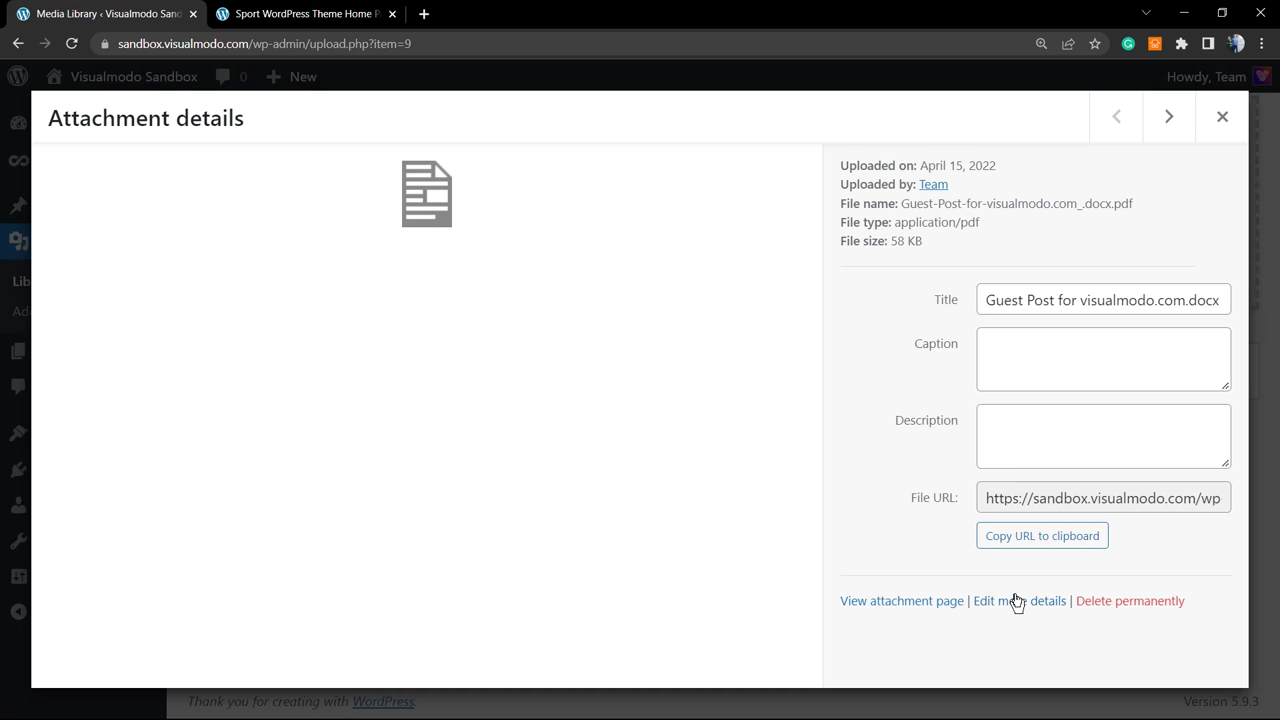 Media Library ‹ Visualmodo Sand
Sport WordPress Theme Home P
sandbox.visualmodo.com/wp-admin/upload.php?item=9
Visualmodo Sandbox
0
New
Howdy, Team
Attachment details
Uploaded on: April 15, 2022
Uploaded by: Team
File name: Guest-Post-for-visualmodo.com_.docx.pdf
File type: application/pdf
File size: 58 KB
Title
Guest Post for visualmodo.com.docx
Caption
Description
File URL:
https://sandbox.visualmodo.com/wp-
Copy URL to clipboard
View attachment page | Edit more details | Delete permanently
Lib
Ad
Thank you for creating with WordPress.
Version 5.9.3